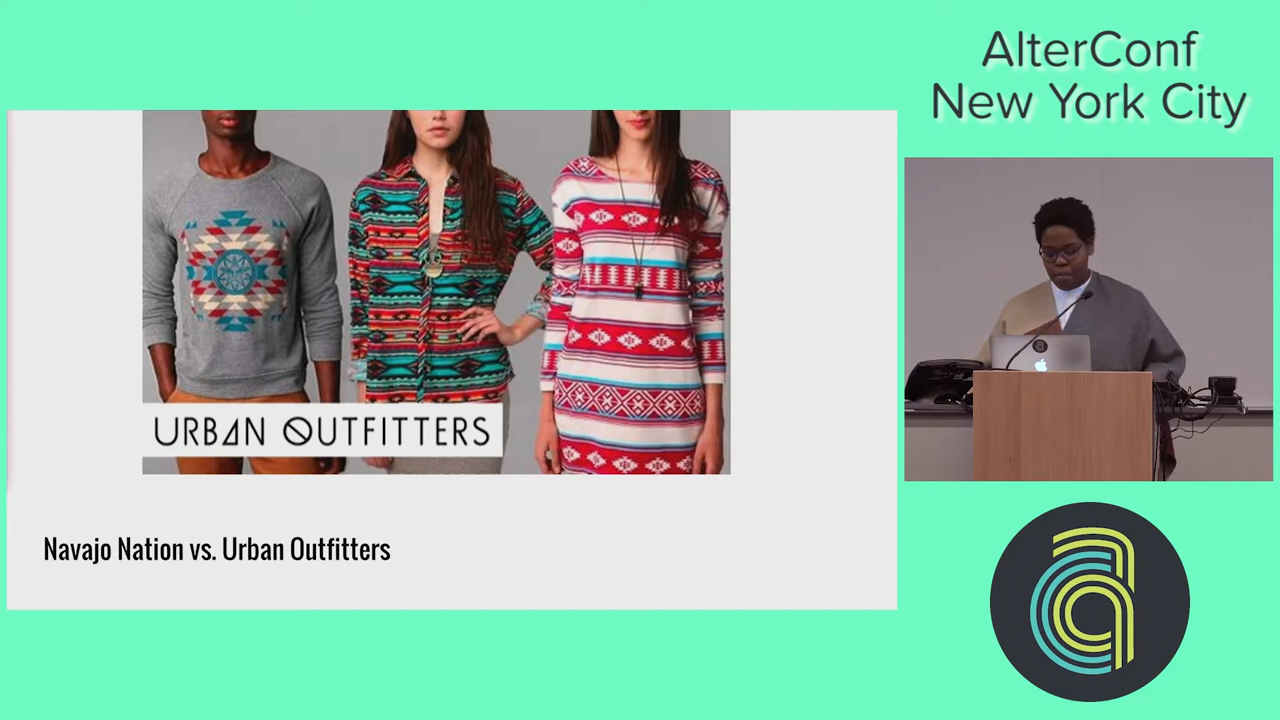 AlterConf
New York City
URBAN OUTFITTERS
Navajo Nation vs. Urban Outfitters